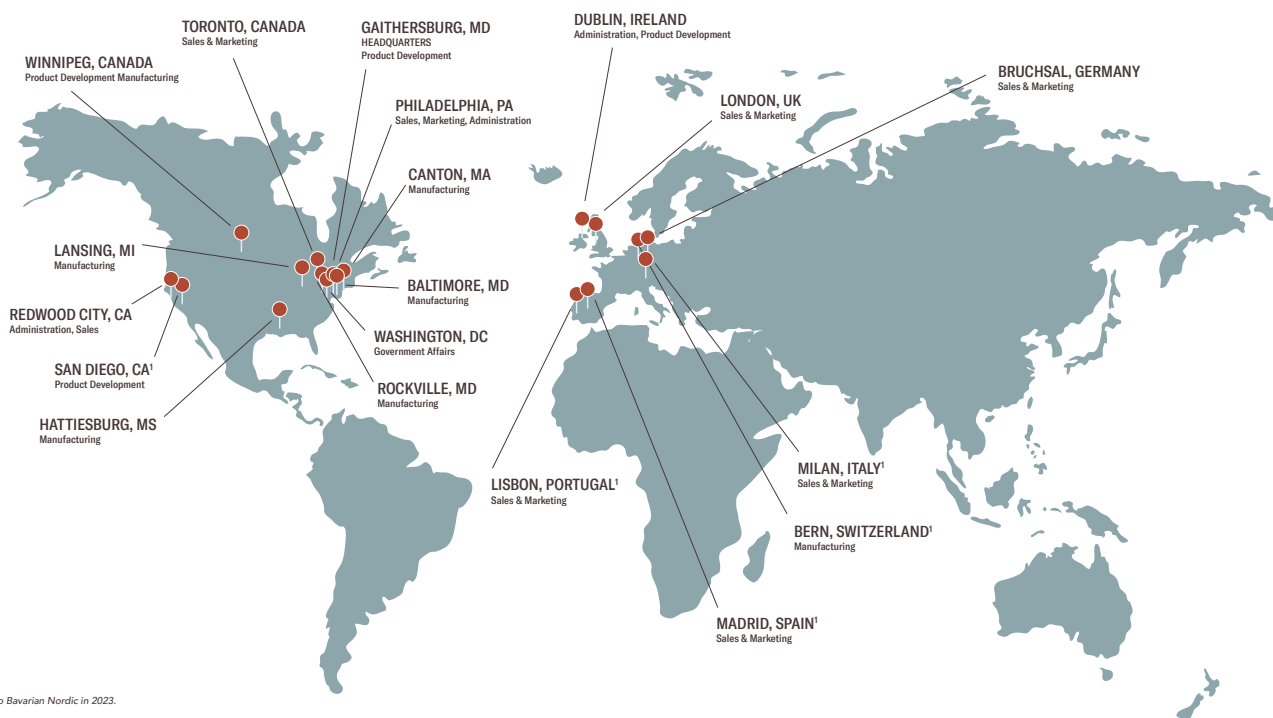 TORONTO, CANADA
Sales & Marketing
GAITHERSBURG, MD
HEADQUARTERS
Product Development
DUBLIN, IRELAND
Administration, Product Development
WINNIPEG, CANADA
Product Development Manufacturing
BRUCHSAL, GERMANY
Sales & Marketing
PHILADELPHIA, PA
Sales, Marketing, Administration
LONDON, UK
Sales & Marketing
CANTON, MA
Manufacturing
LANSING, MI
Manufacturing
BALTIMORE, MD
Manufacturing
REDWOOD CITY, CA
Administration, Sales
WASHINGTON, DC
Government Affairs
SAN DIEGO, CA¹
Product Development
ROCKVILLE, MD
Manufacturing
HATTIESBURG, MS
Manufacturing
MILAN, ITALY¹
Sales & Marketing
LISBON, PORTUGAL¹
Sales & Marketing
BERN, SWITZERLAND¹
Manufacturing
MADRID, SPAIN¹
Sales & Marketing
o Bavarian Nordic in 2023.